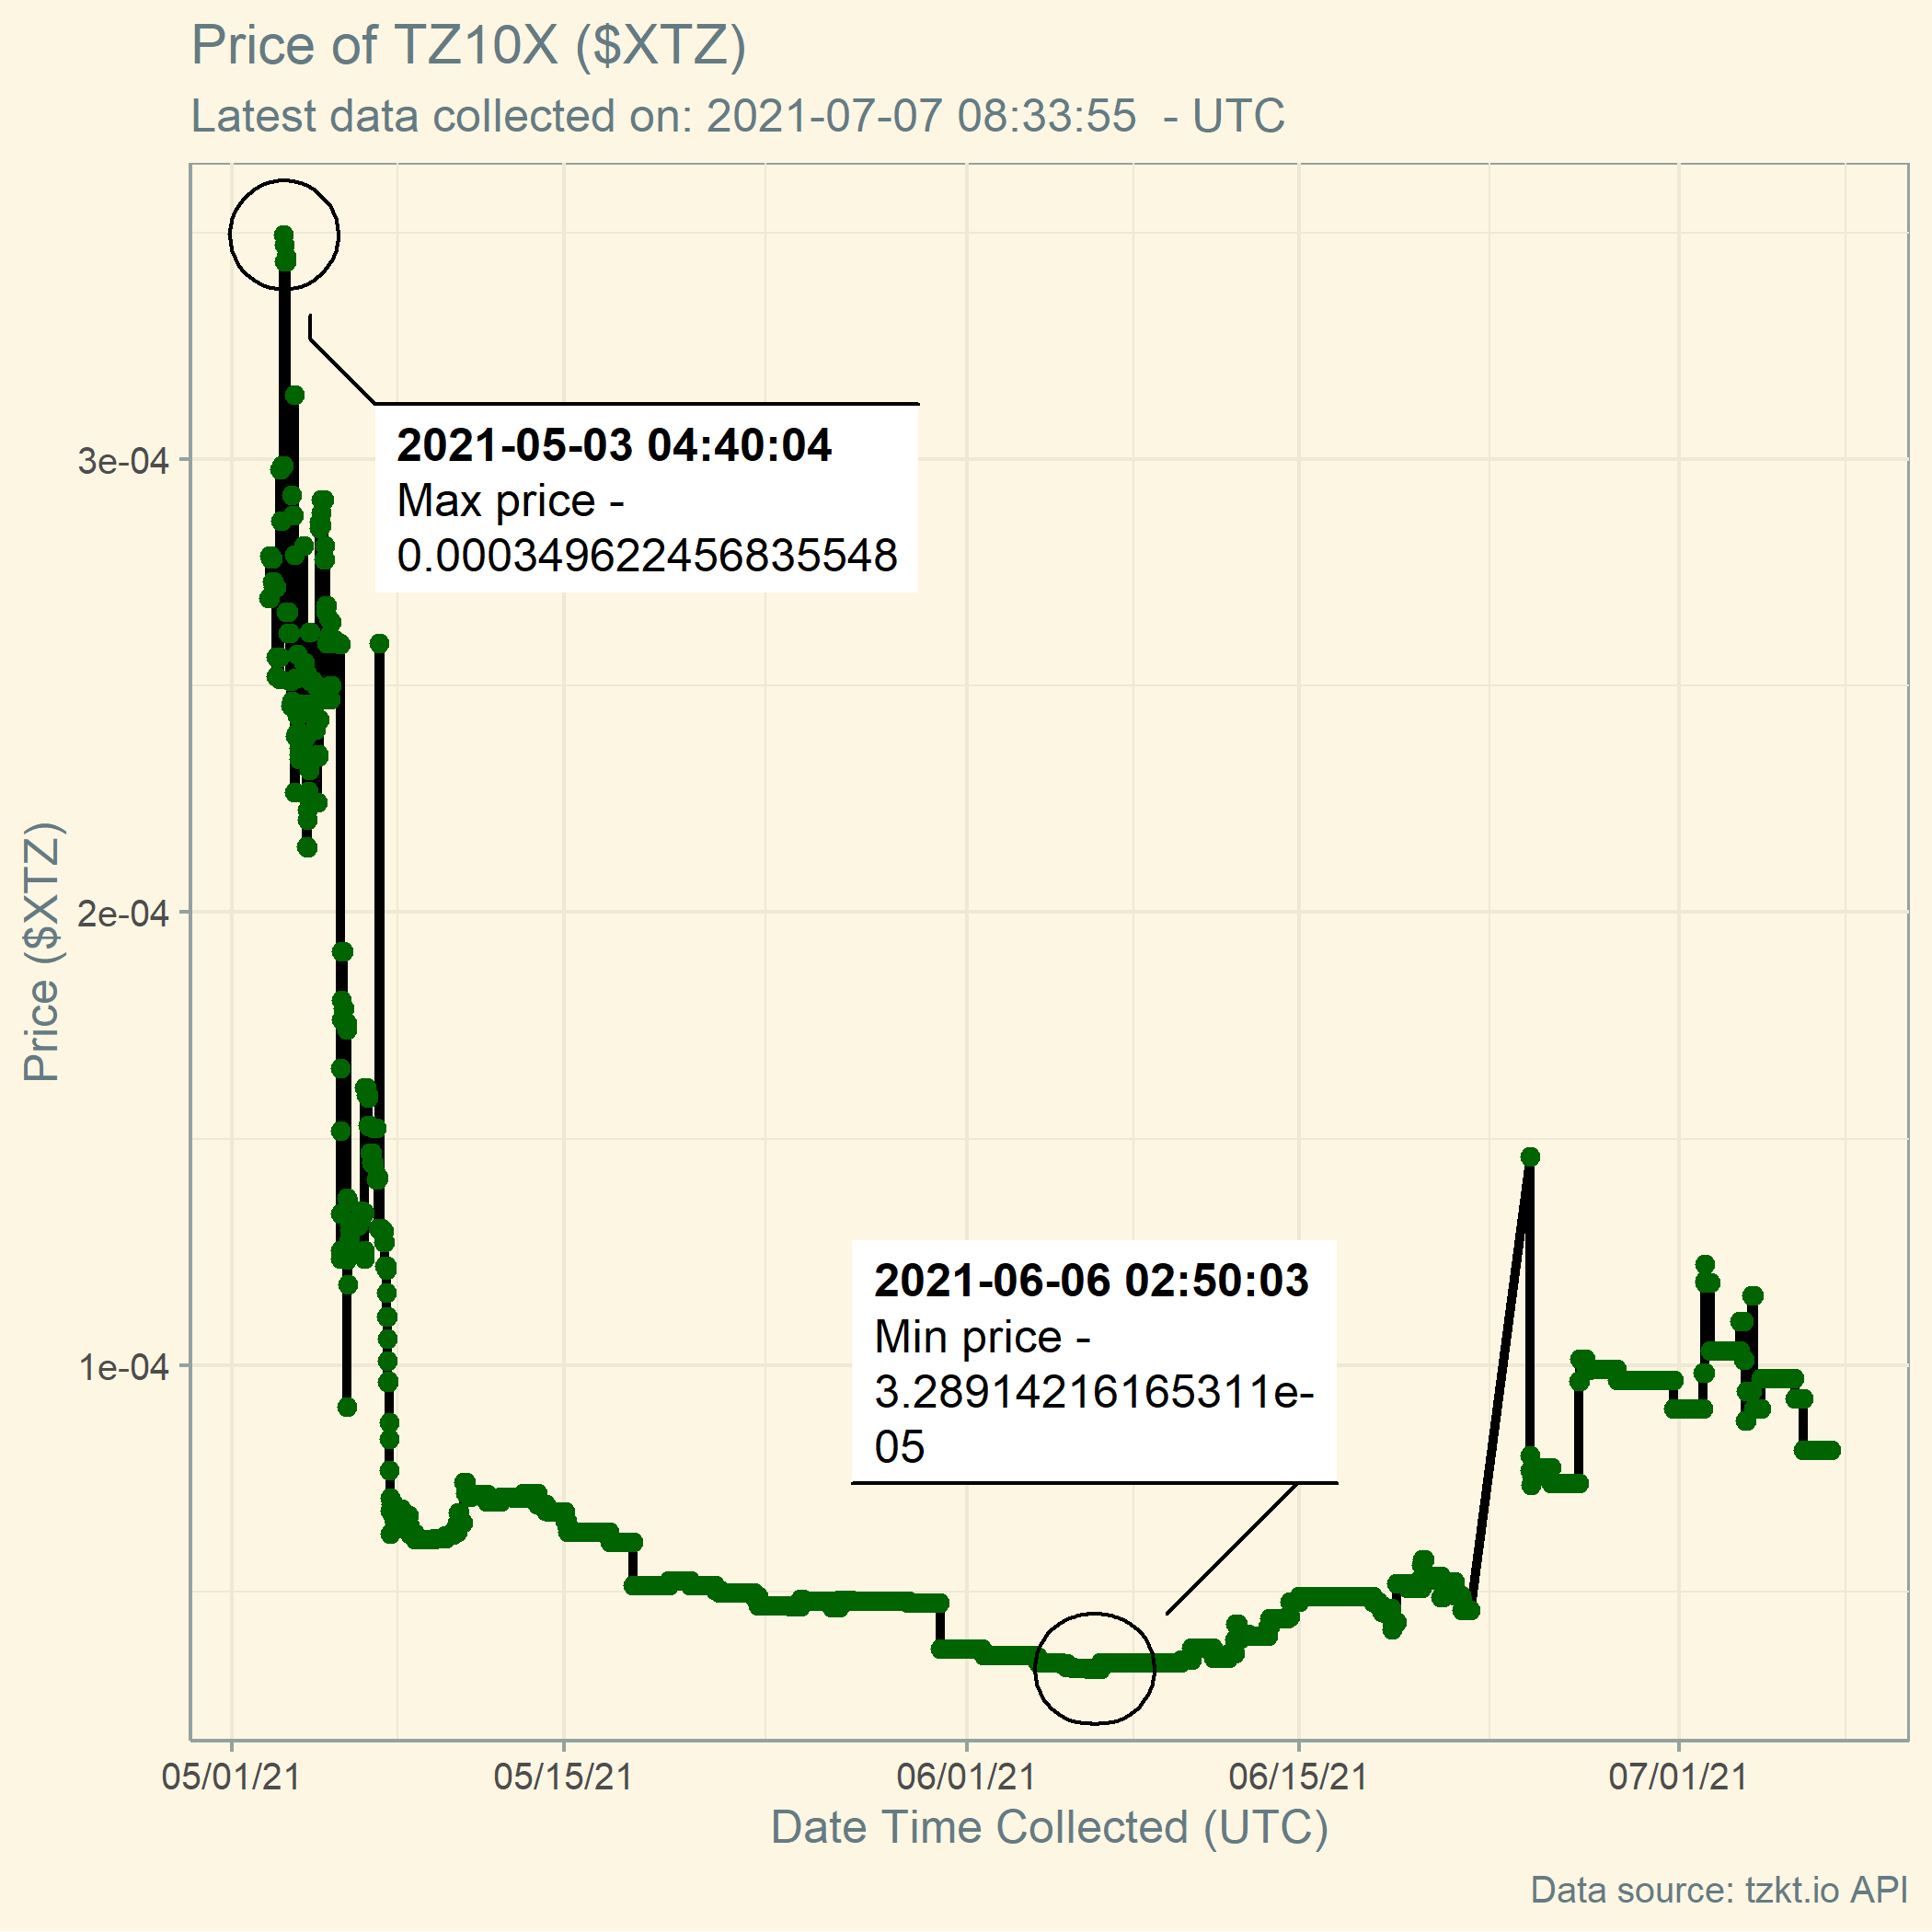 Price of TZ10X ($XTZ)
Latest data collected on: 2021-07-07 08:33:55  - UTC
2021-05-03 04:40:04
Max price -
0.000349622456835548
3e-04
2e-04
1e-04
Price ($XTZ)
2021-06-06 02:50:03
Min price -
3.28914216165311e-
05
05/01/21
05/15/21
06/01/21
06/15/21
07/01/21
Date Time Collected (UTC)
Data source: tzkt.io API